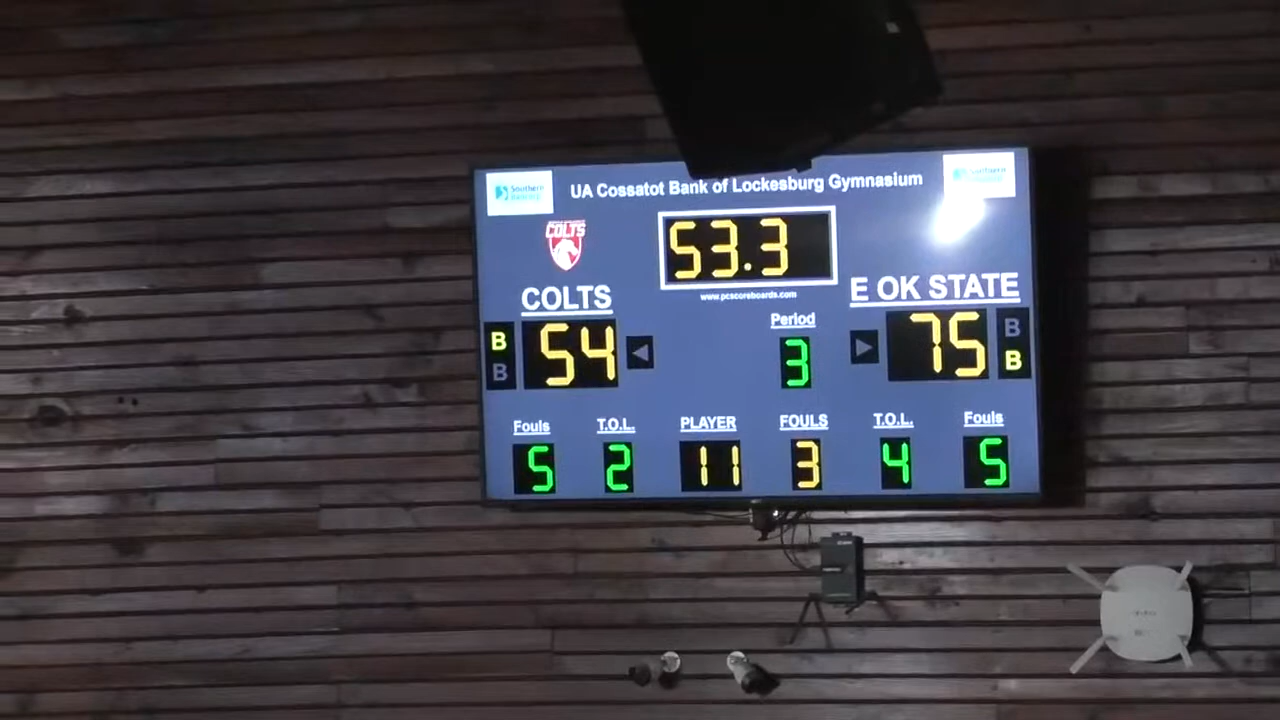 Southern
UA Cossatot Bank of Lockesburg Gymnasium
COLTS
53.3
www.pcscoreboards.com
COLTS
E OK STATE
Period
B
B
54
3
75
B
B
Fouls
T.O.L.
PLAYER
FOULS
T.O.L.
Fouls
5
2
11
3
4
5